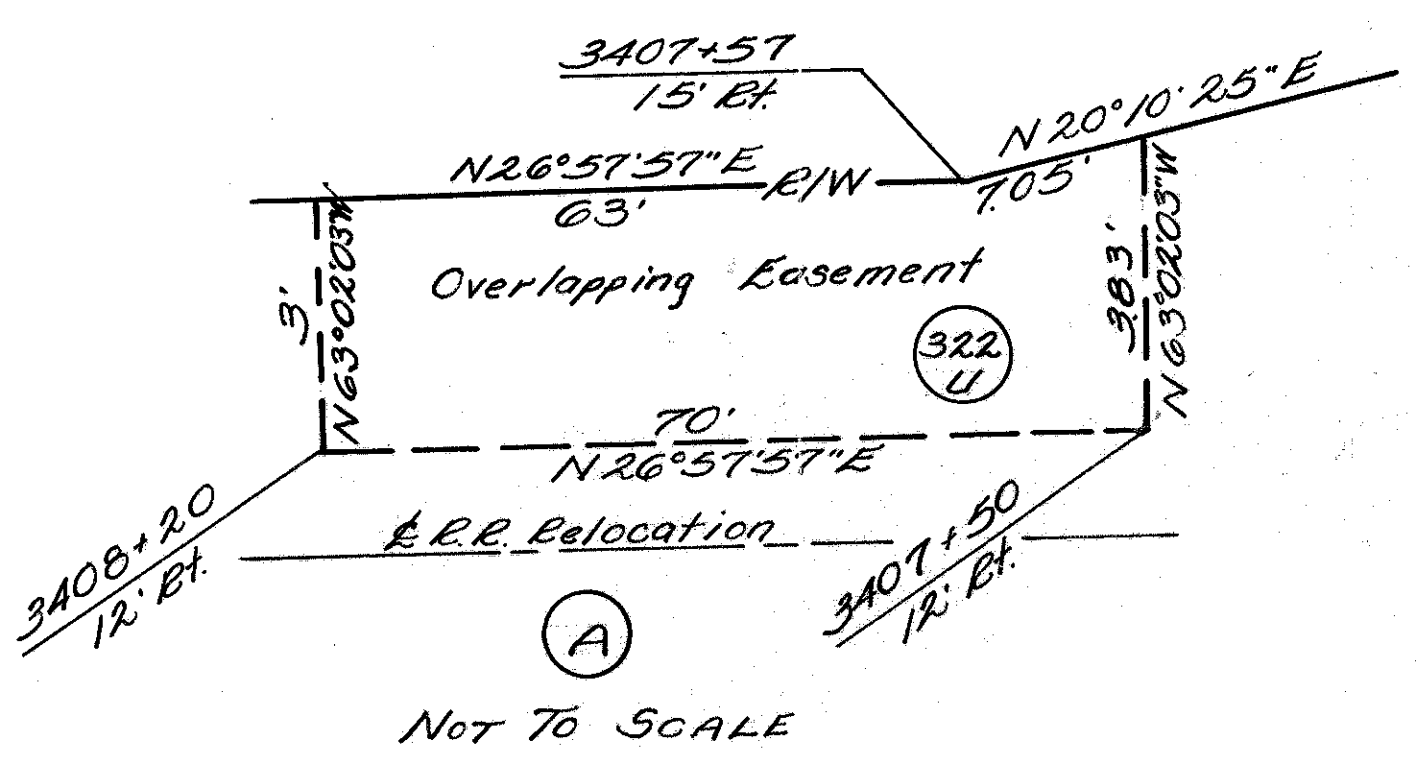 3407+57
15' Rt.
N 20°10'25" E
N26°57'57"E
R/W
63'
7.05'
3'
N63°02'03"W
Overlapping Easement
3.83'
N63°02'03"W
322
U
70'
N26°57'57"E
℄ R.R. Relocation
3408+20
12' Rt.
3407+50
12' Rt.
A
NOT TO SCALE